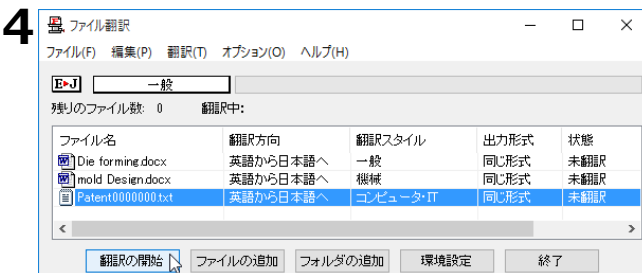 4
ファイル翻訳
ファイル(F) 編集(P) 翻訳(T) オプション(O) ヘルプ(H)
E▸J 一般
残りのファイル数: 0 翻訳中:
ファイル名 翻訳方向 翻訳スタイル 出力形式 状態
Die forming.docx 英語から日本語へ 一般 同じ形式 未翻訳
mold Design.docx 英語から日本語へ 機械 同じ形式 未翻訳
Patent0000000.txt 英語から日本語へ コンピュータ・IT 同じ形式 未翻訳
翻訳の開始 ファイルの追加 フォルダの追加 環境設定 終了